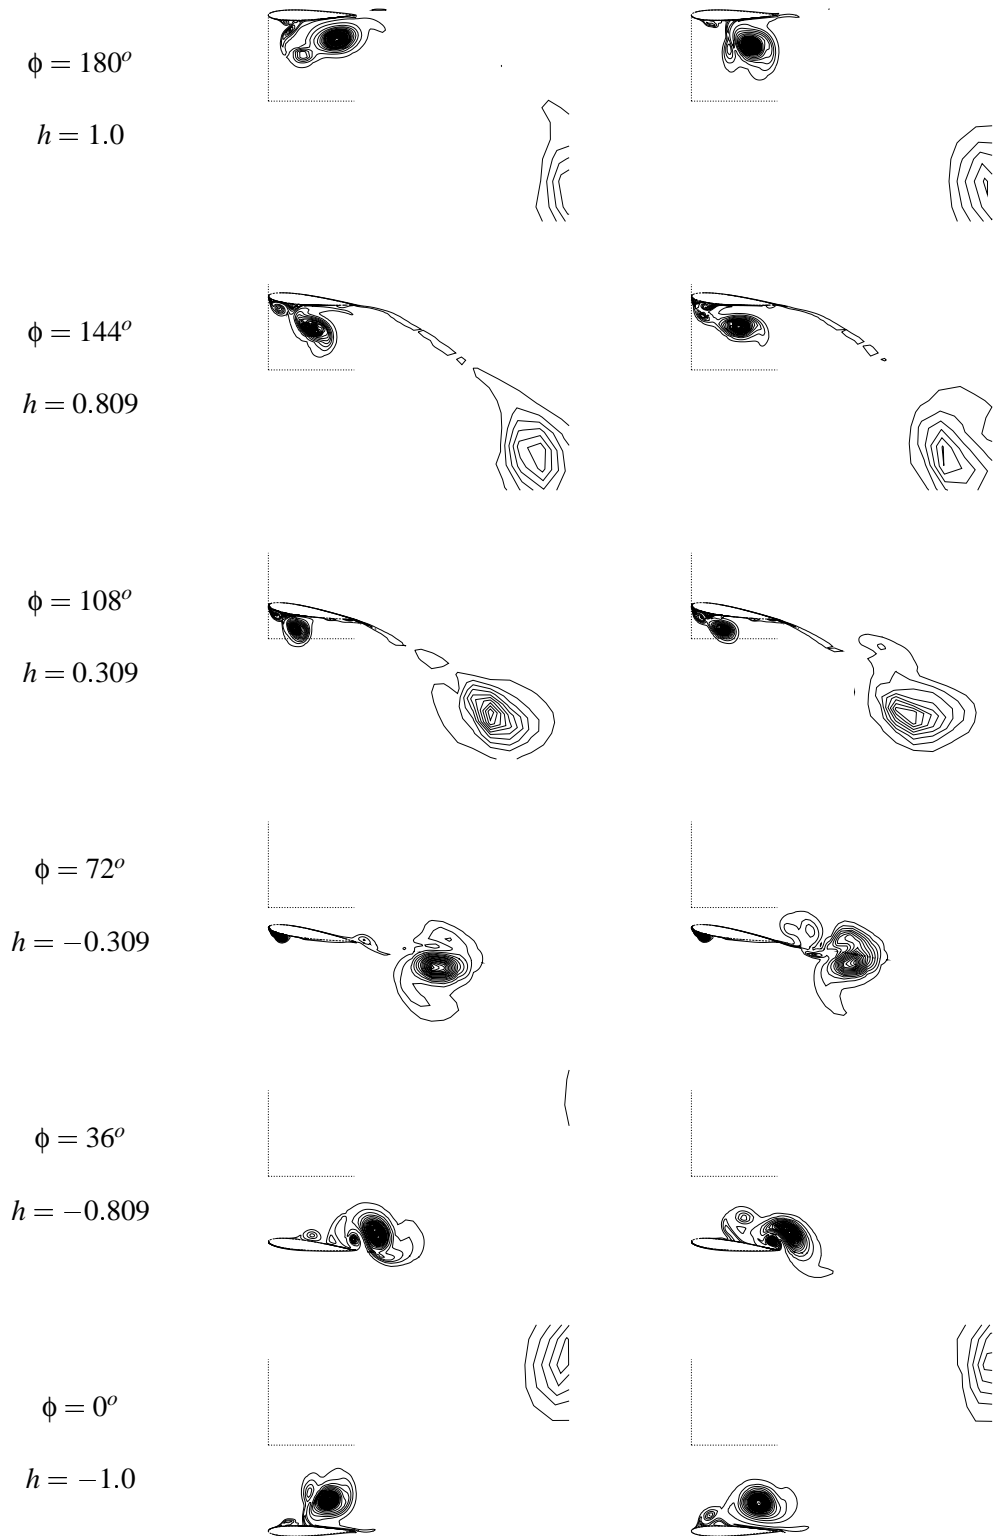 ϕ = 180°
h = 1.0
ϕ = 144°
h = 0.809
ϕ = 108°
h = 0.309
ϕ = 72°
h = −0.309
ϕ = 36°
h = −0.809
ϕ = 0°
h = −1.0